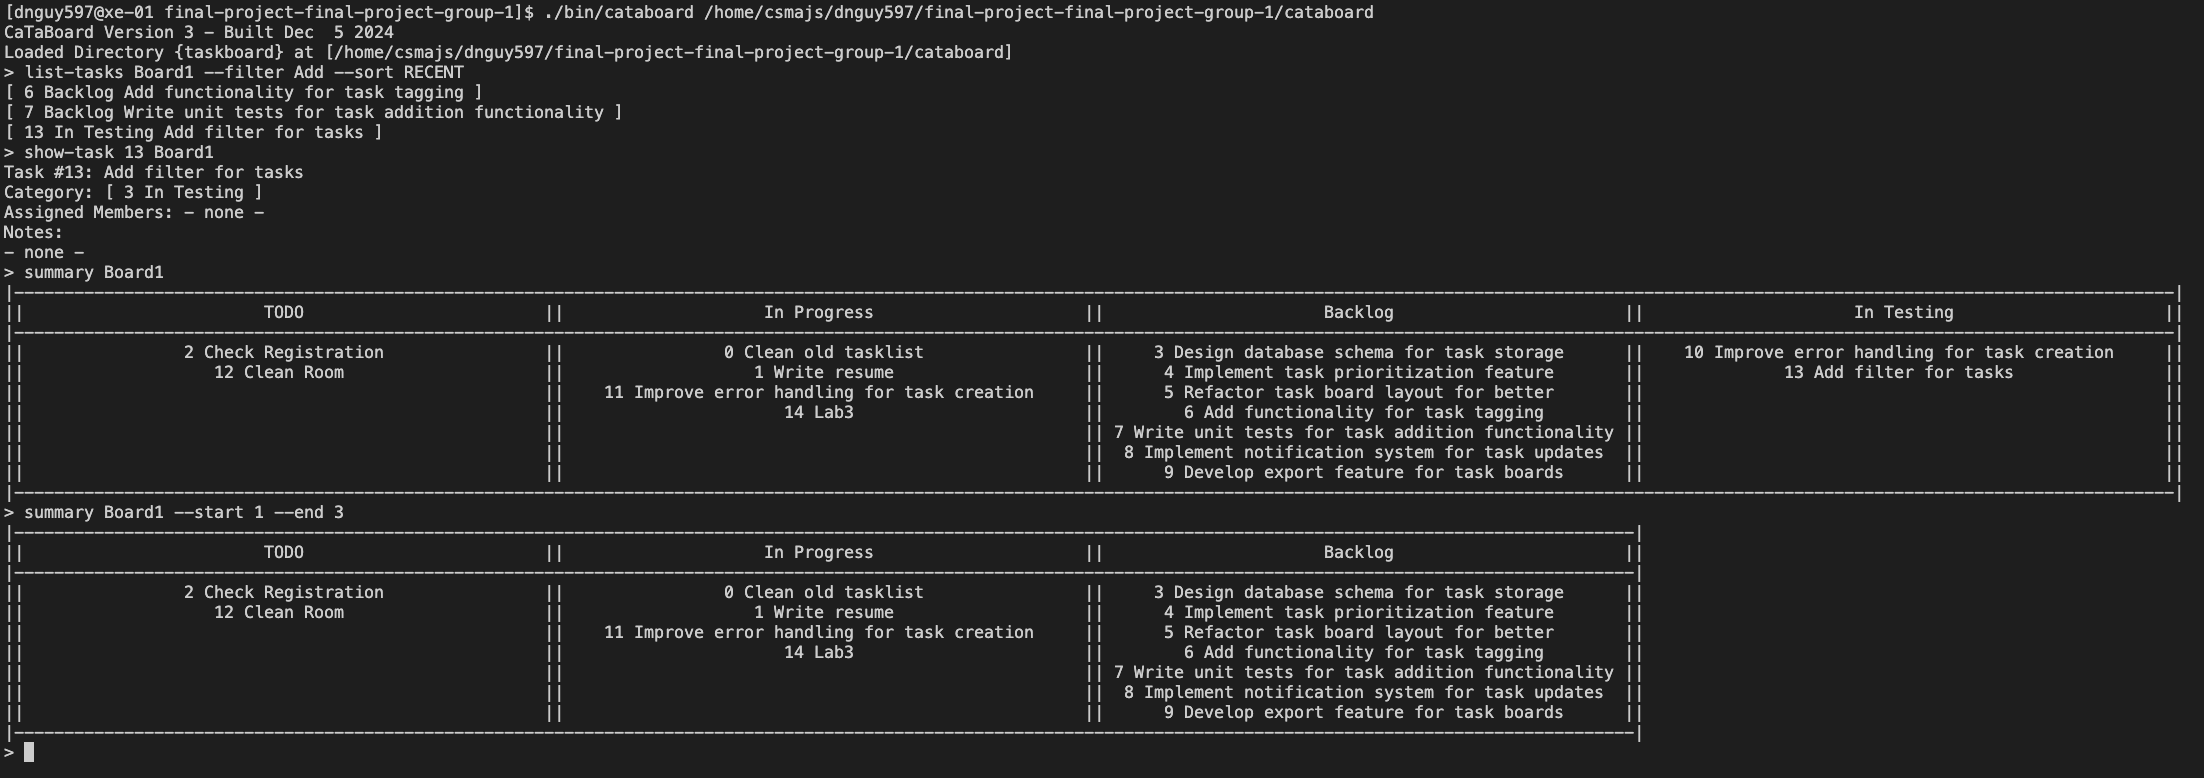 [dnguy597@xe-01 final-project-final-project-group-1]$ ./bin/cataboard /home/csmajs/dnguy597/final-project-final-project-group-1/cataboard
CaTaBoard Version 3 - Built Dec  5 2024
Loaded Directory {taskboard} at [/home/csmajs/dnguy597/final-project-final-project-group-1/cataboard]
> list-tasks Board1 --filter Add --sort RECENT
[ 6 Backlog Add functionality for task tagging ]
[ 7 Backlog Write unit tests for task addition functionality ]
[ 13 In Testing Add filter for tasks ]
> show-task 13 Board1
Task #13: Add filter for tasks
Category: [ 3 In Testing ]
Assigned Members: - none -
Notes:
- none -
> summary Board1
|| TODO || In Progress || Backlog || In Testing ||
|| 2 Check Registration || 0 Clean old tasklist || 3 Design database schema for task storage || 10 Improve error handling for task creation ||
|| 12 Clean Room || 1 Write resume || 4 Implement task prioritization feature || 13 Add filter for tasks ||
|| || 11 Improve error handling for task creation || 5 Refactor task board layout for better || ||
|| || 14 Lab3 || 6 Add functionality for task tagging || ||
|| || || 7 Write unit tests for task addition functionality || ||
|| || || 8 Implement notification system for task updates || ||
|| || || 9 Develop export feature for task boards || ||
> summary Board1 --start 1 --end 3
|| TODO || In Progress || Backlog ||
|| 2 Check Registration || 0 Clean old tasklist || 3 Design database schema for task storage ||
|| 12 Clean Room || 1 Write resume || 4 Implement task prioritization feature ||
|| || 11 Improve error handling for task creation || 5 Refactor task board layout for better ||
|| || 14 Lab3 || 6 Add functionality for task tagging ||
|| || || 7 Write unit tests for task addition functionality ||
|| || || 8 Implement notification system for task updates ||
|| || || 9 Develop export feature for task boards ||
>